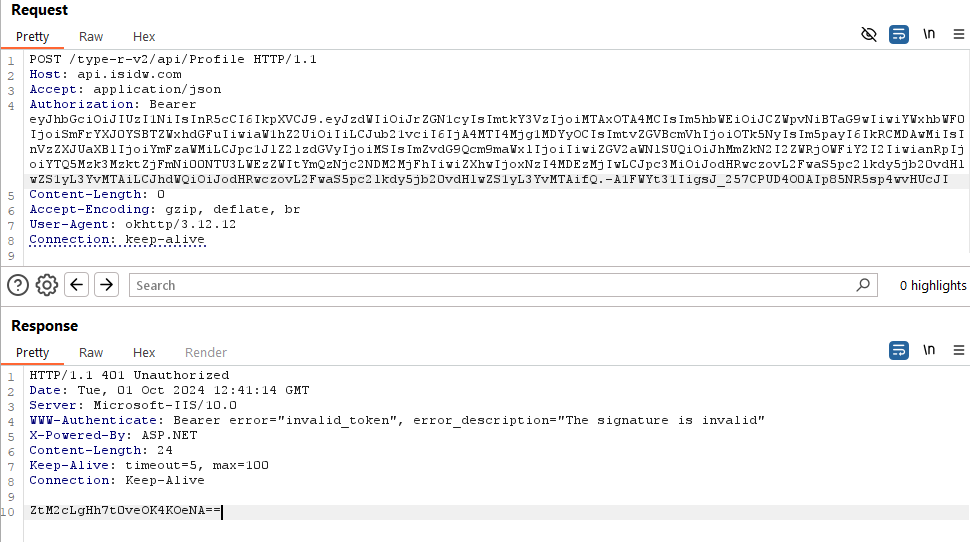 Request
Pretty Raw Hex \n
1 POST /type-r-v2/api/Profile HTTP/1.1
2 Host: api.isidw.com
3 Accept: application/json
4 Authorization: Bearer
eyJhbGciOiJIUzI1NiIsInR5cCI6IkpXVCJ9.eyJzdWIiOiJrZGN1cyIsImtkY3VzIjoiMTAxOTA4MCIsIm5hbWEiOiJCZWpvNiBTaG9wIiwiYWxhbWF0
IjoiSmFrYXJ0YSBTZWxhdGFuIiwiaW1hZ2UiOiIiLCJub21vciI6IjA4MTI4Mjg1MDYyOCIsImtvZGVBcmVhIjoiOTk5NyIsIm5payI6IkRCMDAwMiIsI
nVzZXJUaXBlIjoiYmFzaWMiLCJpc1JlZ2lzdGVyIjoiMSIsImZvdG9Qcm9maWxlIjoiIiwiZGV2aWNlSUQiOiJhMmZkN2I2ZWRjOWFiY2I2IiwianRpIj
5 Content-Length: 0
6 Accept-Encoding: gzip, deflate, br
7 User-Agent: okhttp/3.12.12
8 Connection: keep-alive
9
Search 0 highlights
Response
Pretty Raw Hex Render \n
1 HTTP/1.1 401 Unauthorized
2 Date: Tue, 01 Oct 2024 12:41:14 GMT
3 Server: Microsoft-IIS/10.0
4 WWW-Authenticate: Bearer error="invalid_token", error_description="The signature is invalid"
5 X-Powered-By: ASP.NET
6 Content-Length: 24
7 Keep-Alive: timeout=5, max=100
8 Connection: Keep-Alive
9
10 ZtM2cLgHh7t0veOK4KOeNA==